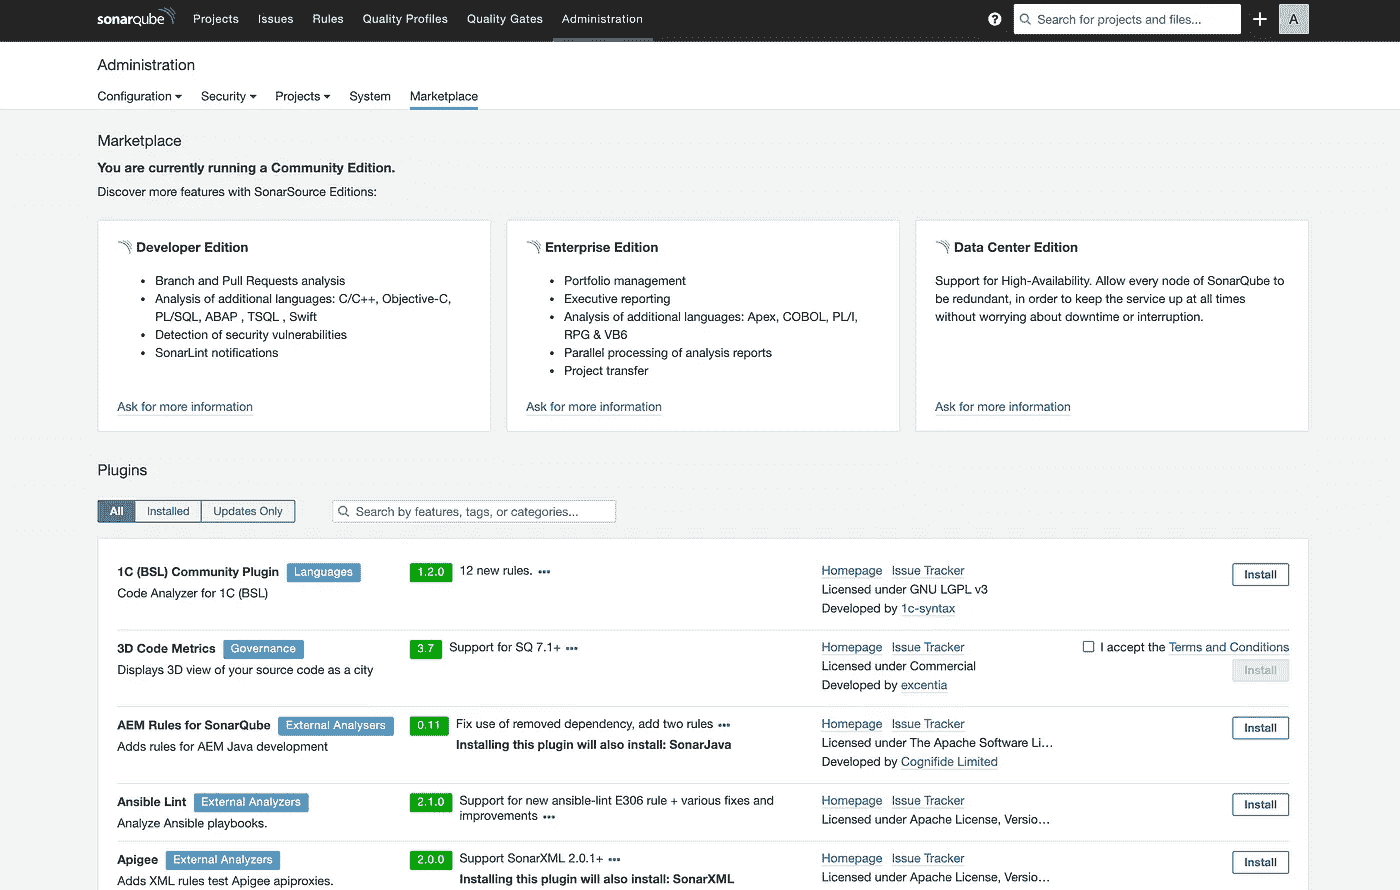 sonarqube Projects Issues Rules Quality Profiles Quality Gates Administration ? Search for projects and files... + A
Administration
Configuration Security Projects System Marketplace
Marketplace
You are currently running a Community Edition.
Discover more features with SonarSource Editions:
Developer Edition
• Branch and Pull Requests analysis
• Analysis of additional languages: C/C++, Objective-C,
PL/SQL, ABAP , TSQL , Swift
• Detection of security vulnerabilities
• SonarLint notifications
Ask for more information
Enterprise Edition
• Portfolio management
• Executive reporting
• Analysis of additional languages: Apex, COBOL, PL/I,
RPG & VB6
• Parallel processing of analysis reports
• Project transfer
Ask for more information
Data Center Edition
Support for High-Availability. Allow every node of SonarQube to
be redundant, in order to keep the service up at all times
without worrying about downtime or interruption.
Ask for more information
Plugins
All Installed Updates Only Search by features, tags, or categories...
1C (BSL) Community Plugin Languages
Code Analyzer for 1C (BSL)
1.2.0 12 new rules. •••
Homepage Issue Tracker
Licensed under GNU LGPL v3
Developed by 1c-syntax
Install
3D Code Metrics Governance
Displays 3D view of your source code as a city
3.7 Support for SQ 7.1+ •••
Homepage Issue Tracker
Licensed under Commercial
Developed by excentia
I accept the Terms and Conditions
Install
AEM Rules for SonarQube External Analysers
Adds rules for AEM Java development
0.11 Fix use of removed dependency, add two rules •••
Installing this plugin will also install: SonarJava
Homepage Issue Tracker
Licensed under The Apache Software Li...
Developed by Cognifide Limited
Install
Ansible Lint External Analyzers
Analyze Ansible playbooks.
2.1.0 Support for new ansible-lint E306 rule + various fixes and
improvements •••
Homepage Issue Tracker
Licensed under Apache License, Versio...
Install
Apigee External Analyzers
Adds XML rules test Apigee apiproxies.
2.0.0 Support SonarXML 2.0.1+ •••
Installing this plugin will also install: SonarXML
Homepage Issue Tracker
Licensed under Apache License, Versio...
Install